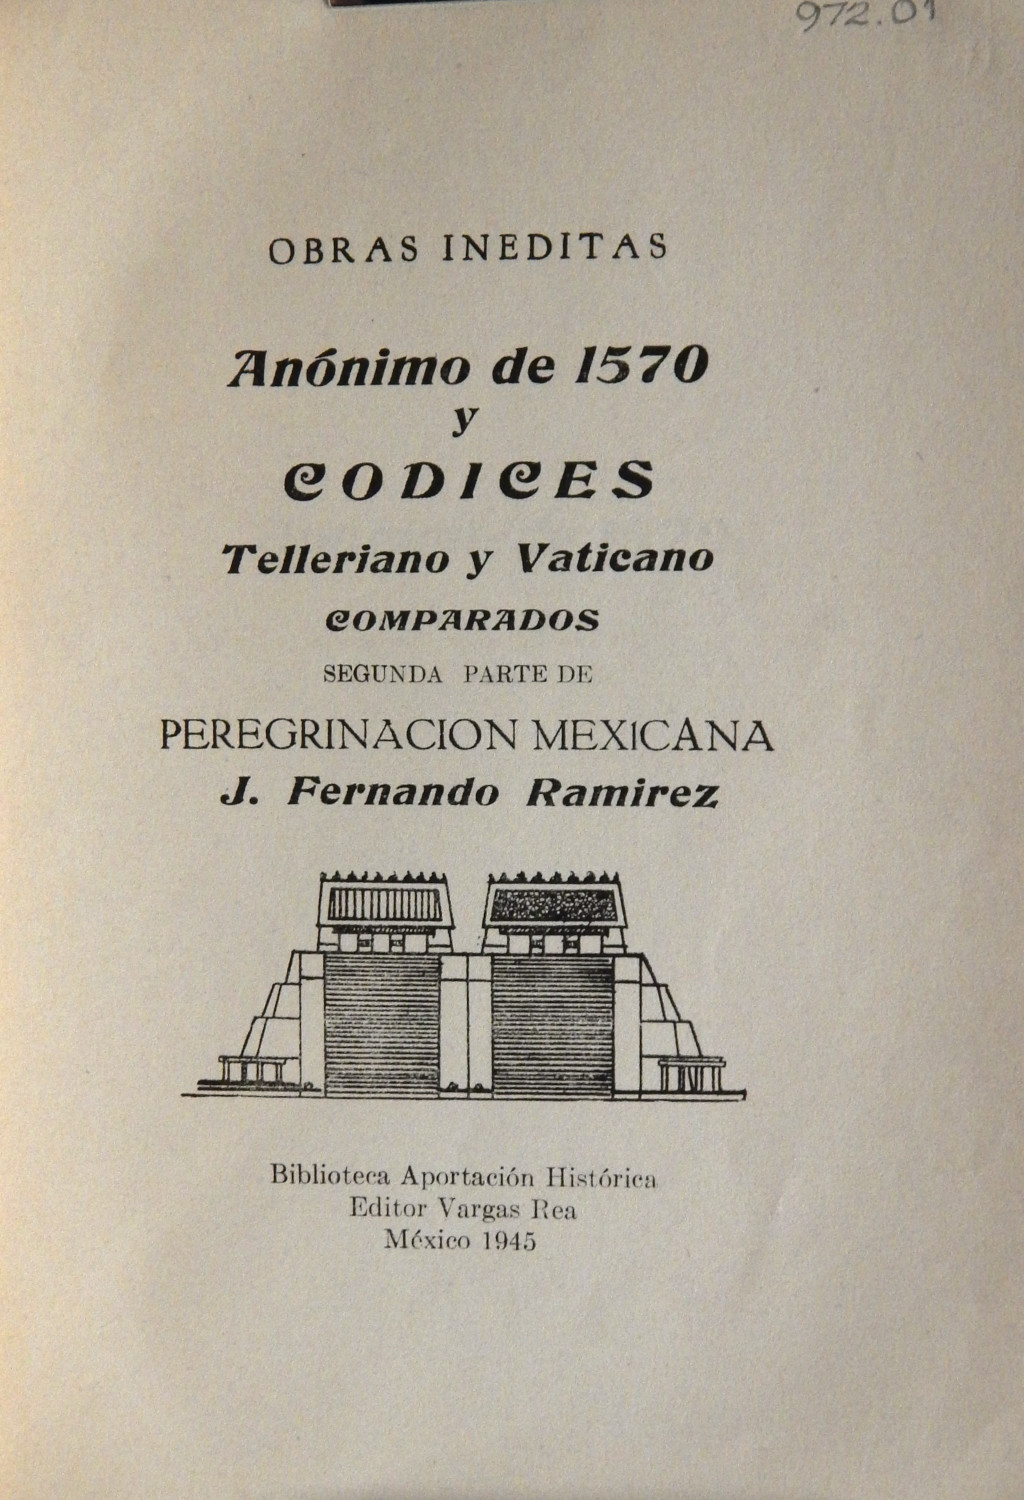 972.01
OBRAS INEDITAS
Anónimo de 1570
y
CODICES
Telleriano y Vaticano
COMPARADOS
SEGUNDA PARTE DE
PEREGRINACION MEXICANA
J. Fernando Ramirez
Biblioteca Aportación Histórica
Editor Vargas Rea
México 1945